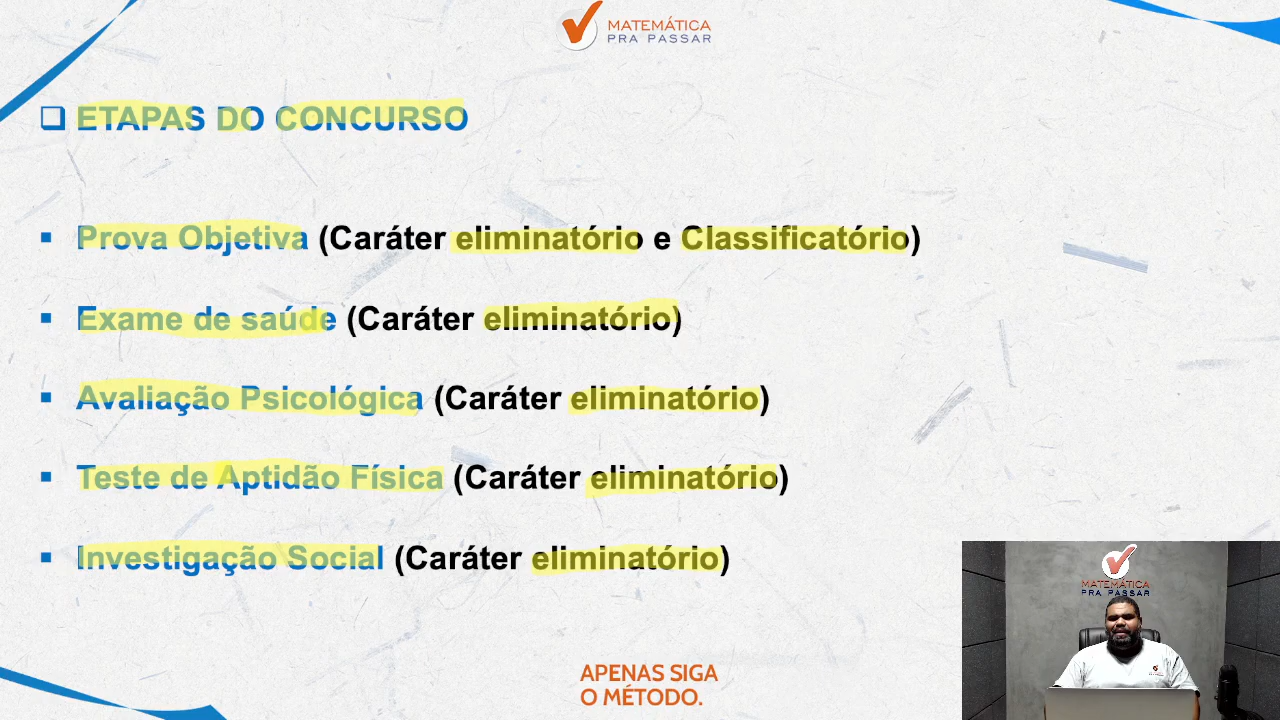 MATEMÁTICA
PRA PASSAR
ETAPAS DO CONCURSO
Prova Objetiva (Caráter eliminatório e Classificatório)
Exame de saúde (Caráter eliminatório)
Avaliação Psicológica (Caráter eliminatório)
Teste de Aptidão Física (Caráter eliminatório)
Investigação Social (Caráter eliminatório)
MATEMÁTICA
PRA PASSAR
APENAS SIGA
O MÉTODO.